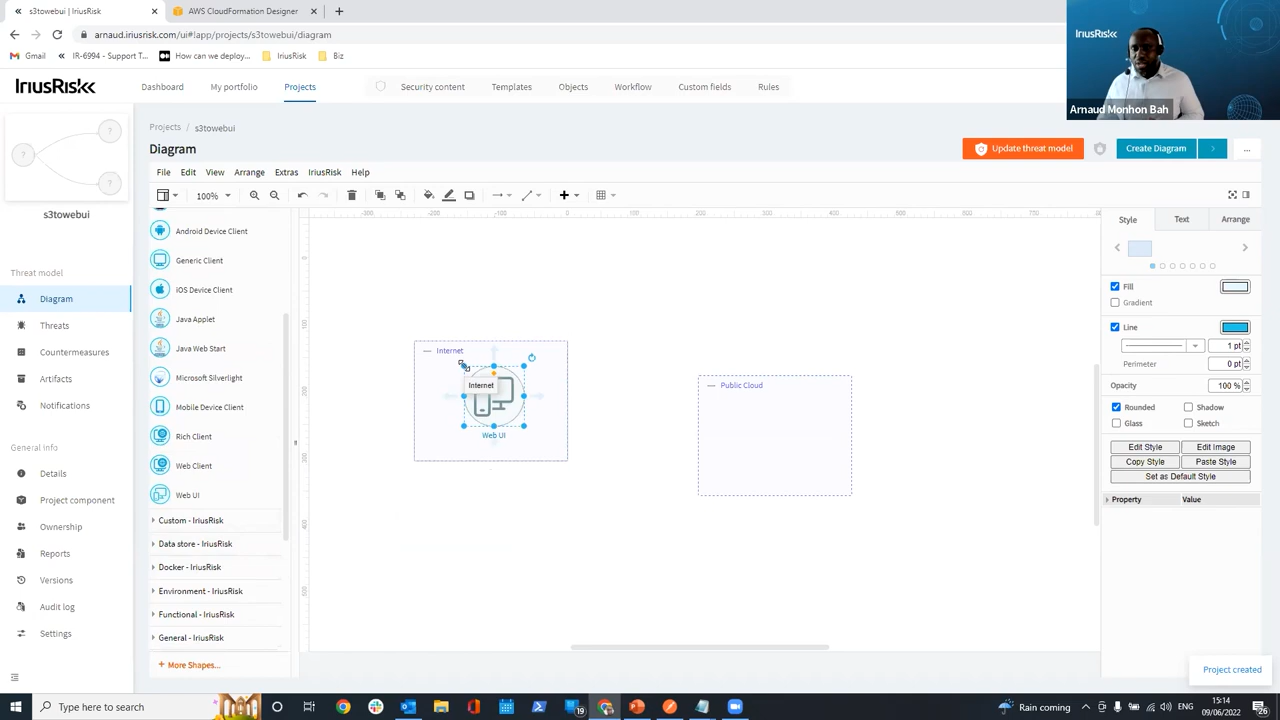 s3towebui | IriusRisk
AWS CloudFormation Designer
arnaud.iriusrisk.com/ui#!app/projects/s3towebui/diagram
Gmail
IR-6994 - Support T...
How can we deploy...
IriusRisk
Biz
IriusRisk
Arnaud Monhon Bah
IriusRisk
Dashboard
My portfolio
Projects
Security content
Templates
Objects
Workflow
Custom fields
Rules
Projects / s3towebui
Diagram
Update threat model
Create Diagram
...
File
Edit
View
Arrange
Extras
IriusRisk
Help
100%
s3towebui
Threat model
Diagram
Threats
Countermeasures
Artifacts
Notifications
General info
Details
Project component
Ownership
Reports
Versions
Audit log
Settings
Android Device Client
Generic Client
iOS Device Client
Java Applet
Java Web Start
Microsoft Silverlight
Mobile Device Client
Rich Client
Web Client
Web UI
Custom - IriusRisk
Data store - IriusRisk
Docker - IriusRisk
Environment - IriusRisk
Functional - IriusRisk
General - IriusRisk
+ More Shapes...
Internet
Internet
Web UI
Public Cloud
Style
Text
Arrange
Fill
Gradient
Line
1 pt
Perimeter
0 pt
Opacity
100 %
Rounded
Shadow
Glass
Sketch
Edit Style
Edit Image
Copy Style
Paste Style
Set as Default Style
Property
Value
Project created
Type here to search
19
Rain coming
ENG
15:14
09/06/2022
26